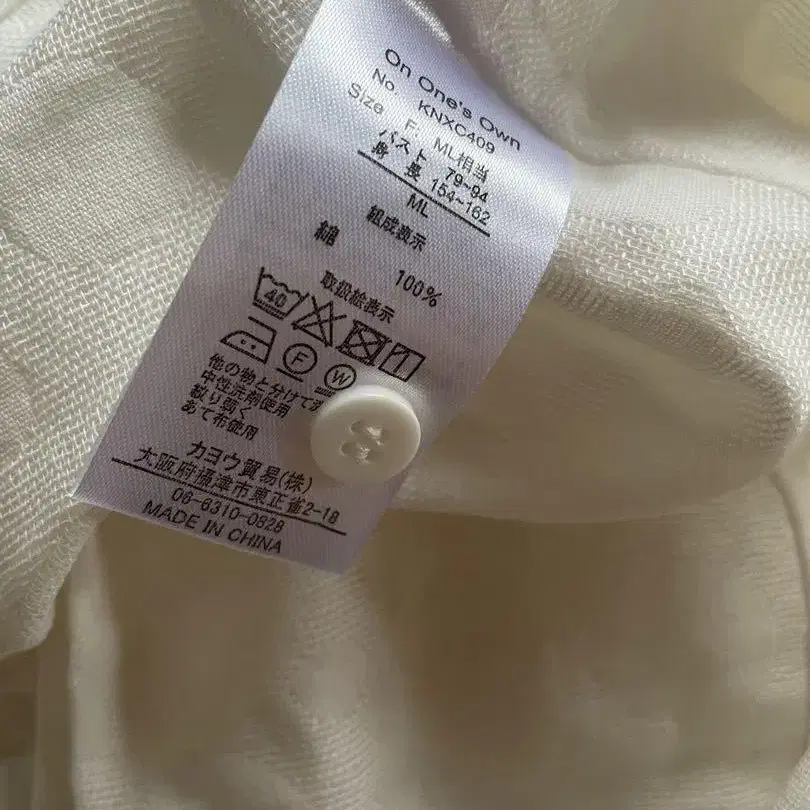 On One's Own
No. KNXC409
Size F: ML相当
バスト 79~94
身 長 154~162
ML
組成表示
綿 100%
取扱絵表示
40
F W
他の物と分けて
中性洗剤使用
絞り弱く
あて布使用
カヨウ貿易(株)
大阪府摂津市東正雀2-18
06-6310-0828
MADE IN CHINA